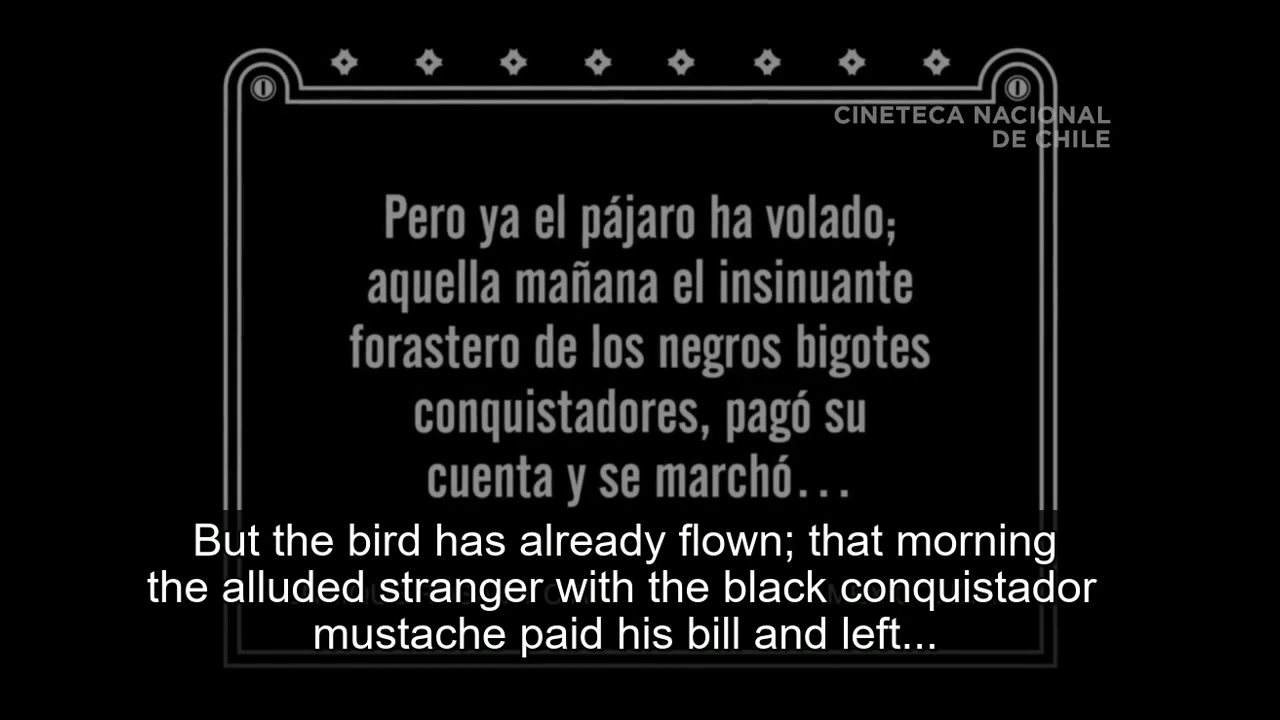 CINETECA NACIONAL
DE CHILE
Pero ya el pájaro ha volado;
aquella mañana el insinuante
forastero de los negros bigotes
conquistadores, pagó su
cuenta y se marchó...
But the bird has already flown; that morning
the alluded stranger with the black conquistador
mustache paid his bill and left...